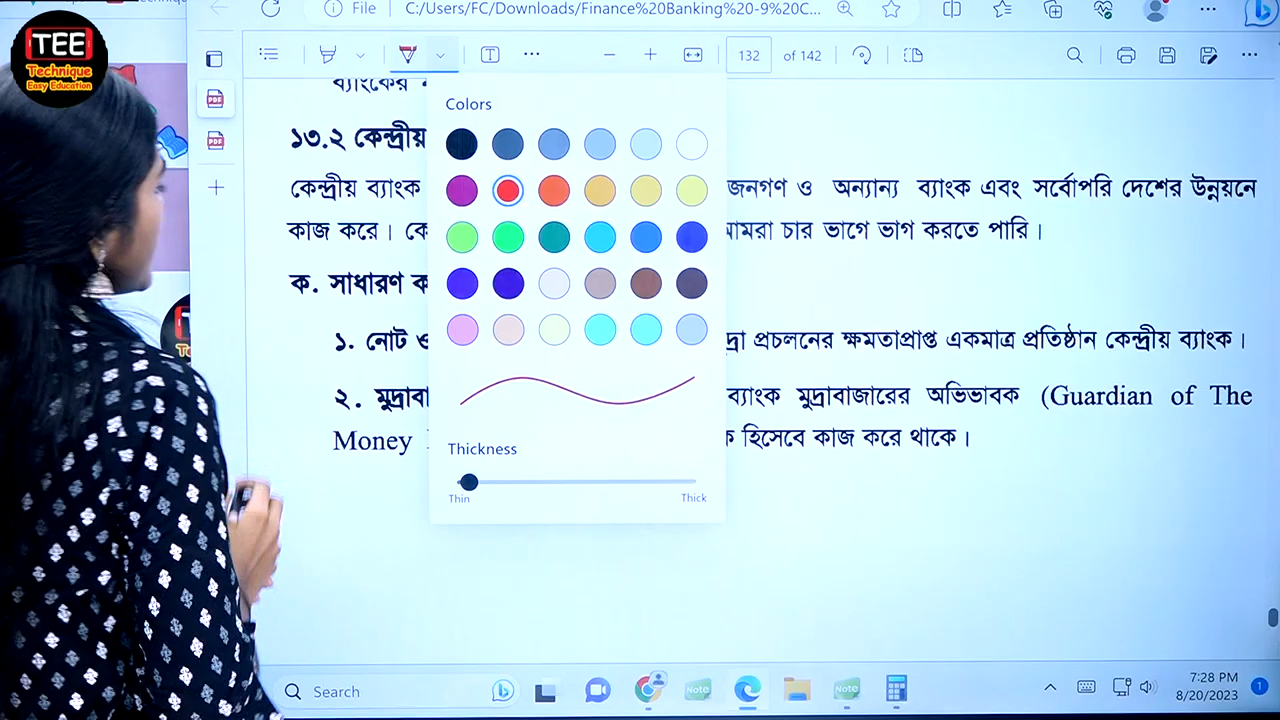 TEE
Technique
Easy Education
File
C:/Users/FC/Downloads/Finance%20Banking%20-9%20C...
132 of 142
ব্যাংকের
Colors
১৩.২ কেন্দ্রীয়
কেন্দ্রীয় ব্যাংক জনগণ ও অন্যান্য ব্যাংক এবং সর্বোপরি দেশের উন্নয়নে
কাজ করে। আমরা চার ভাগে ভাগ করতে পারি।
ক. সাধারণ
১. নোট প্রচলনের ক্ষমতাপ্রাপ্ত একমাত্র প্রতিষ্ঠান কেন্দ্রীয় ব্যাংক।
২. ব্যাংক মুদ্রাবাজারের অভিভাবক (Guardian of The
Money হিসেবে কাজ করে থাকে।
Thickness
Thin Thick
Search
Note
Note
7:28 PM
8/20/2023
1